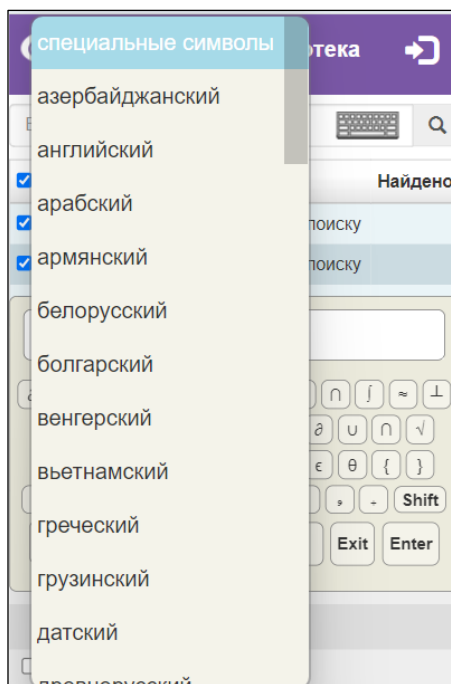 специальные символы
отека
азербайджанский
английский
арабский
Найдено
поиску
армянский
поиску
белорусский
болгарский
∩ ∫ ≈ ⊥
венгерский
∂ ∪ ∩ √
вьетнамский
ϵ θ { }
греческий
Shift
Exit Enter
грузинский
датский
древнерусский